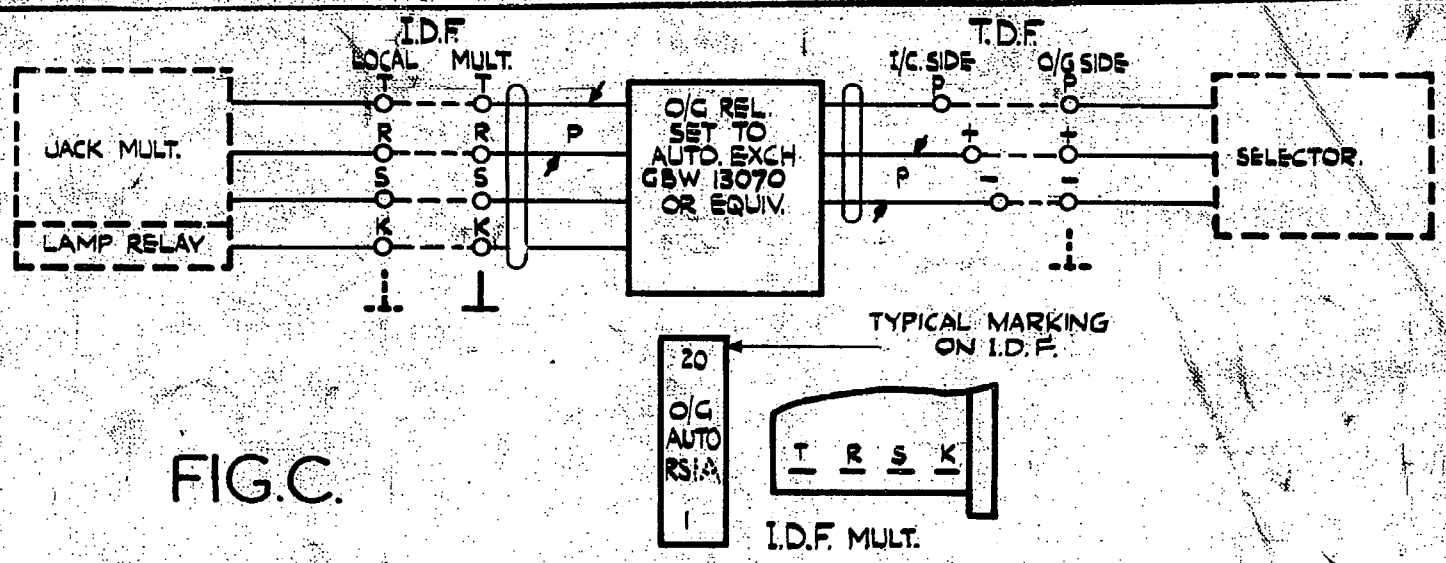 I.D.F.
LOCAL MULT.
T T
R R
S S
K K
JACK MULT.
LAMP RELAY
P
O/G REL.
SET TO
AUTO. EXCH
GBW 13070
OR EQUIV.
T.D.F.
I/C. SIDE O/G SIDE
P P
+ +
- -
P
SELECTOR.
TYPICAL MARKING
ON I.D.F.
20
O/G
AUTO
RS1A
1
T R S K
I.D.F. MULT.
FIG.C.